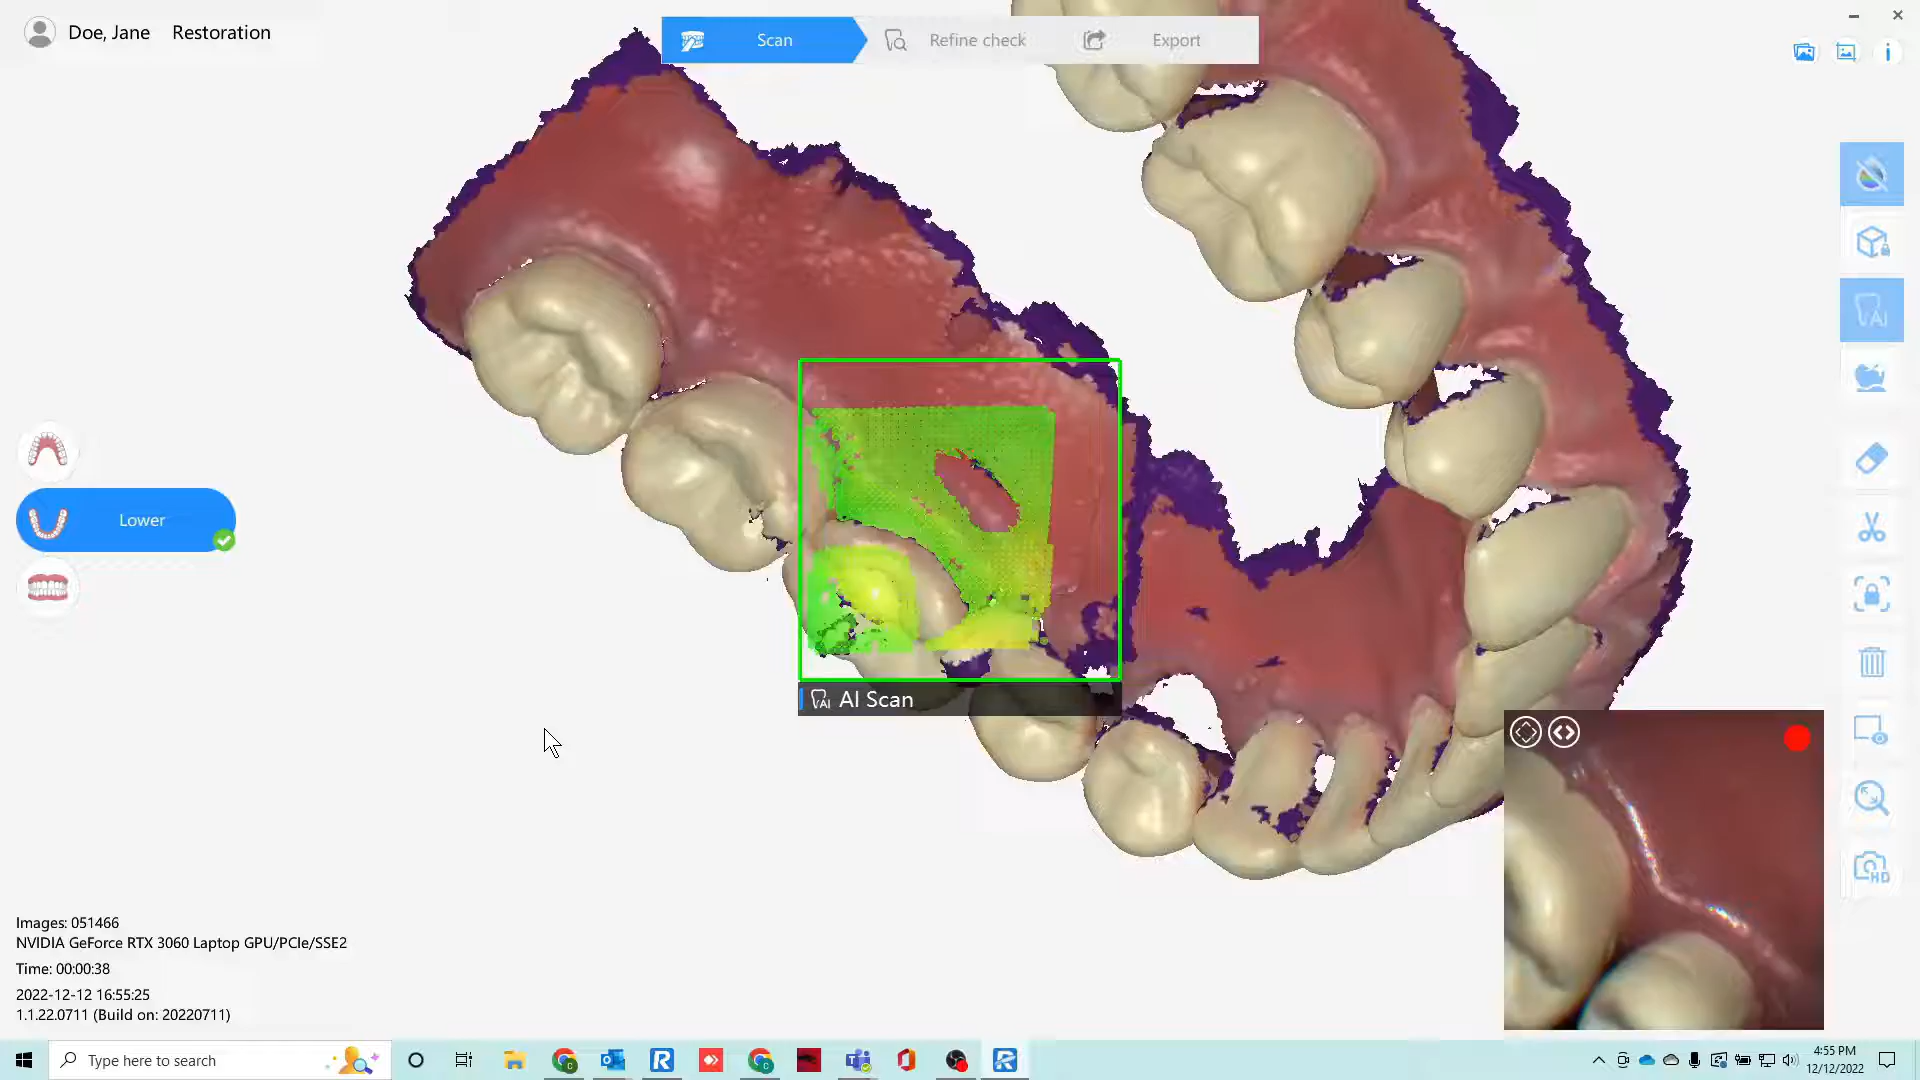 Doe, Jane Restoration
Scan
Refine check
Export
Lower
AI Scan
AI
HD
Images: 051466
NVIDIA GeForce RTX 3060 Laptop GPU/PCIe/SSE2
Time: 00:00:38
2022-12-12 16:55:25
1.1.22.0711 (Build on: 20220711)
Type here to search
4:55 PM
12/12/2022